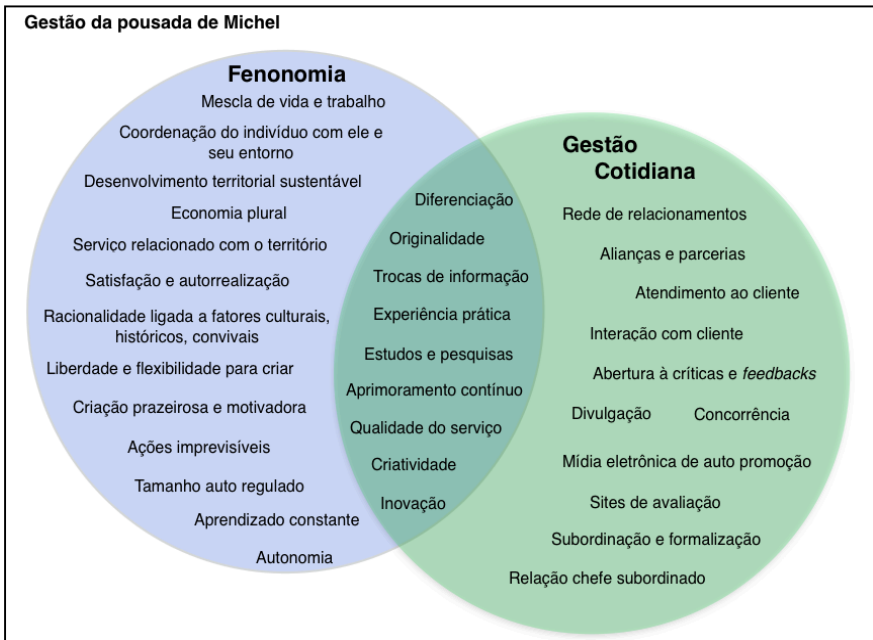 Gestão da pousada de Michel
Fenonomia
Mescla de vida e trabalho
Coordenação do indivíduo com ele e
seu entorno
Desenvolvimento territorial sustentável
Economia plural
Serviço relacionado com o território
Satisfação e autorrealização
Racionalidade ligada a fatores culturais,
históricos, convivais
Liberdade e flexibilidade para criar
Criação prazeirosa e motivadora
Ações imprevisíveis
Tamanho auto regulado
Aprendizado constante
Autonomia
Diferenciação
Originalidade
Trocas de informação
Experiência prática
Estudos e pesquisas
Aprimoramento contínuo
Qualidade do serviço
Criatividade
Inovação
Gestão
Cotidiana
Rede de relacionamentos
Alianças e parcerias
Atendimento ao cliente
Interação com cliente
Abertura à críticas e feedbacks
Divulgação Concorrência
Mídia eletrônica de auto promoção
Sites de avaliação
Subordinação e formalização
Relação chefe subordinado